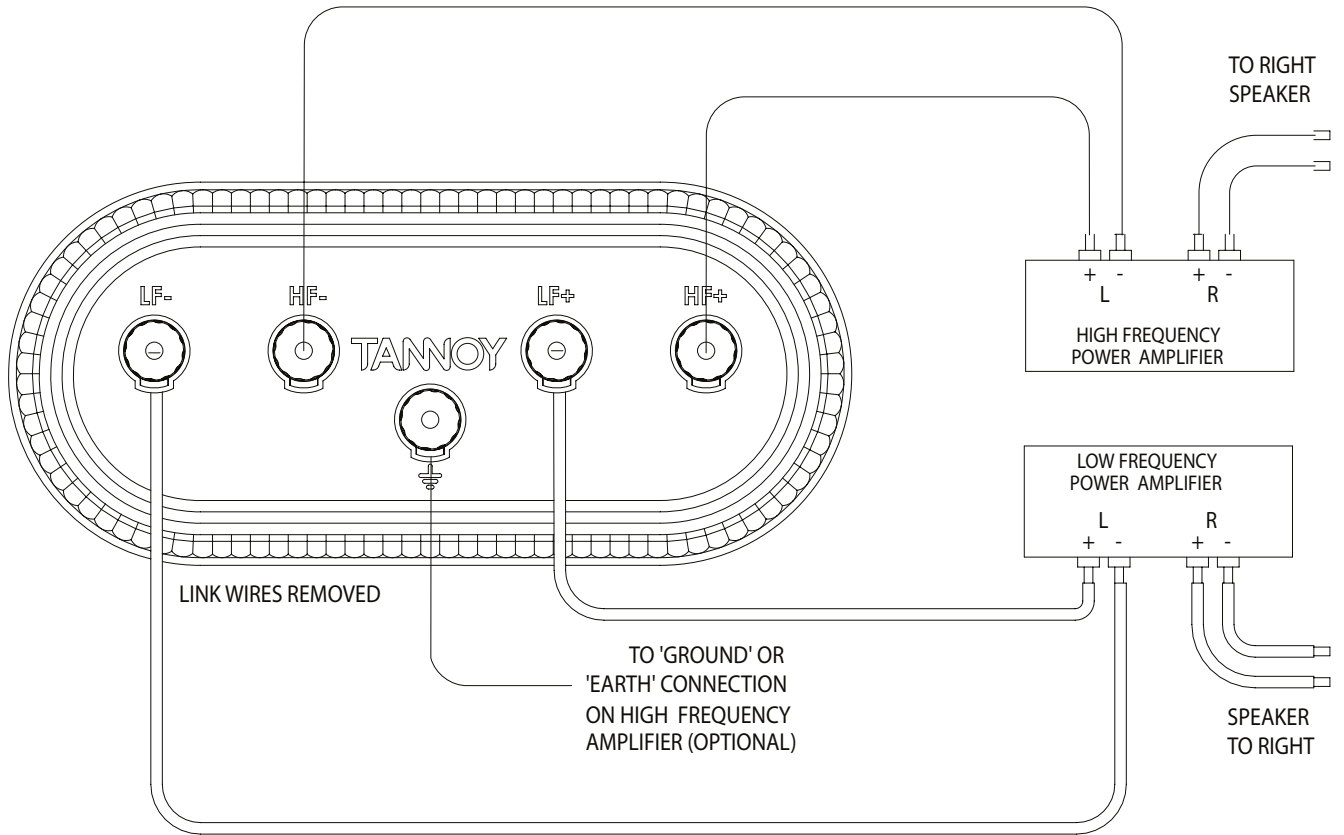 TO RIGHT
SPEAKER
LF-
HF-
LF+
HF+
TANNOY
+ - + -
L R
HIGH FREQUENCY
POWER AMPLIFIER
LOW FREQUENCY
POWER AMPLIFIER
L R
+ - + -
LINK WIRES REMOVED
TO 'GROUND' OR
'EARTH' CONNECTION
ON HIGH FREQUENCY
AMPLIFIER (OPTIONAL)
SPEAKER
TO RIGHT